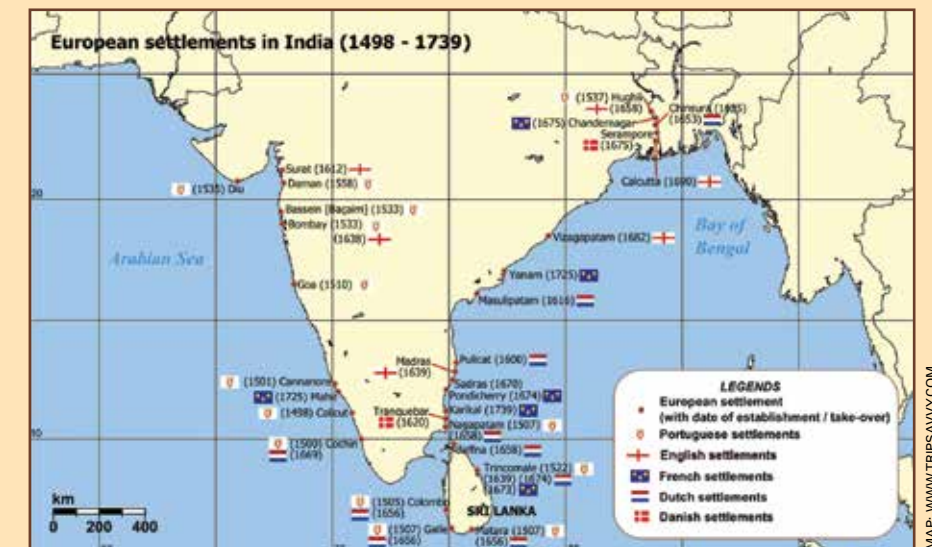 European settlements in India (1498 - 1739)
(1537) Hughli
(1658)
Chinsura (1635)
(1653)
(1675) Chandernagar
Serampore
(1675)
Calcutta (1690)
Surat (1612)
Daman (1558)
(1535) Diu
20
Bassein [Baçaim] (1533)
Bombay (1533)
(1638)
Vizagapatam (1682)
Bay of
Bengal
Arabian Sea
Yanam (1725)
Goa (1510)
Masulipatam (1616)
Madras
(1639)
Pulicat (1600)
Sadras (1670)
Pondicherry (1674)
(1501) Cannanore
(1725) Mahé
(1498) Calicut
Karikal (1739)
Tranquebar
(1620)
Nagapatam (1507)
(1658)
10
(1500) Cochin
(1669)
Jaffna (1658)
Trincomale (1522)
(1639) (1674)
(1673)
(1505) Colombo
(1656)
SRI LANKA
(1507) Galle
(1656)
Matara (1507)
(1656)
km
0 200 400
LEGENDS
European settlement
(with date of establishment / take-over)
Portuguese settlements
English settlements
French settlements
Dutch settlements
Danish settlements
MAP: WWW.TRIPSAVVY.COM